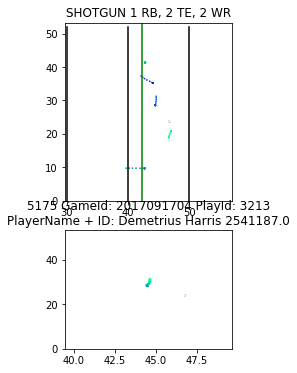 SHOTGUN 1 RB, 2 TE, 2 WR
50
40
30
20
10
0
30 40 50
5175 GameId: 2017091704 PlayId: 3213
PlayerName + ID: Demetrius Harris 2541187.0
40
20
0
40.0 42.5 45.0 47.5